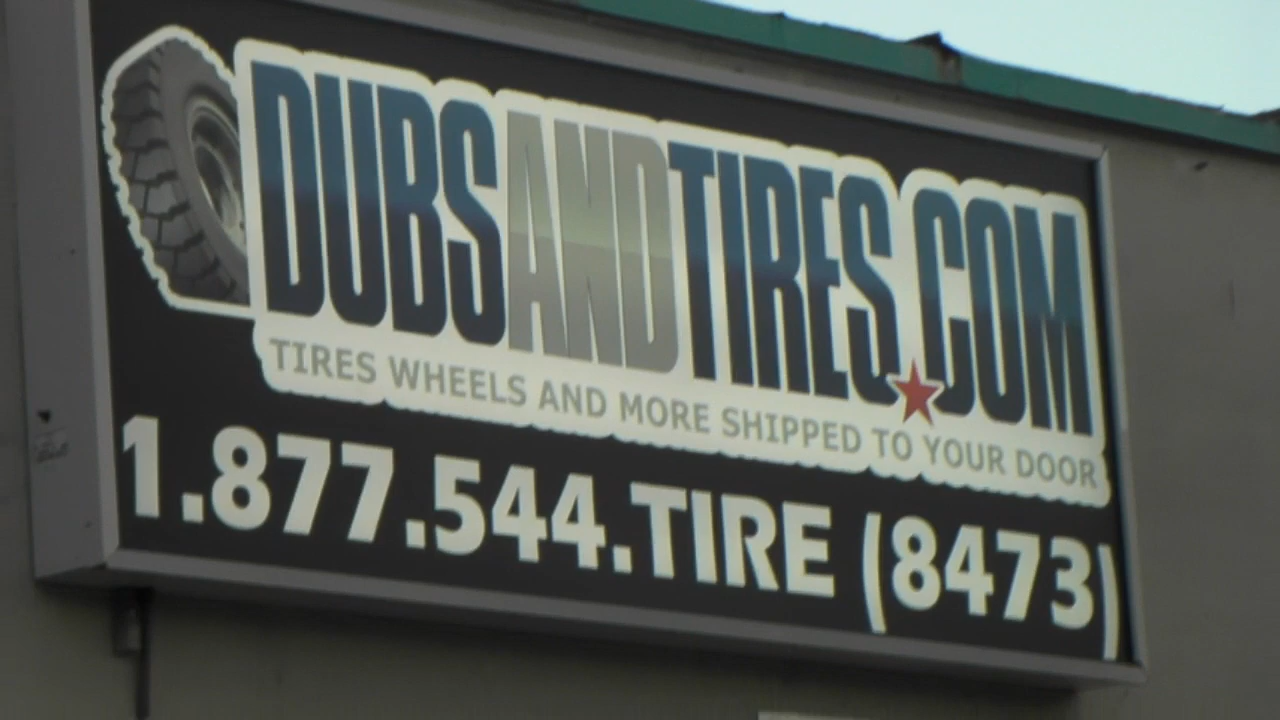 DUBSANDTIRES.COM
TIRES WHEELS AND MORE SHIPPED TO YOUR DOOR
1.877.544.TIRE (8473)